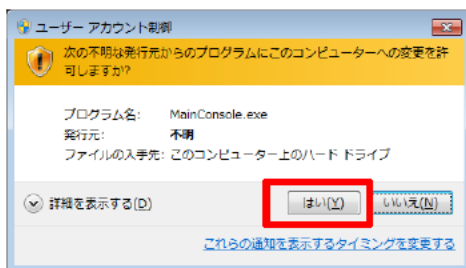 ユーザー アカウント制御
次の不明な発行元からのプログラムにこのコンピューターへの変更を許
可しますか?
プログラム名: MainConsole.exe
発行元: 不明
ファイルの入手先: このコンピューター上のハード ドライブ
詳細を表示する(D) はい(Y) いいえ(N)
これらの通知を表示するタイミングを変更する